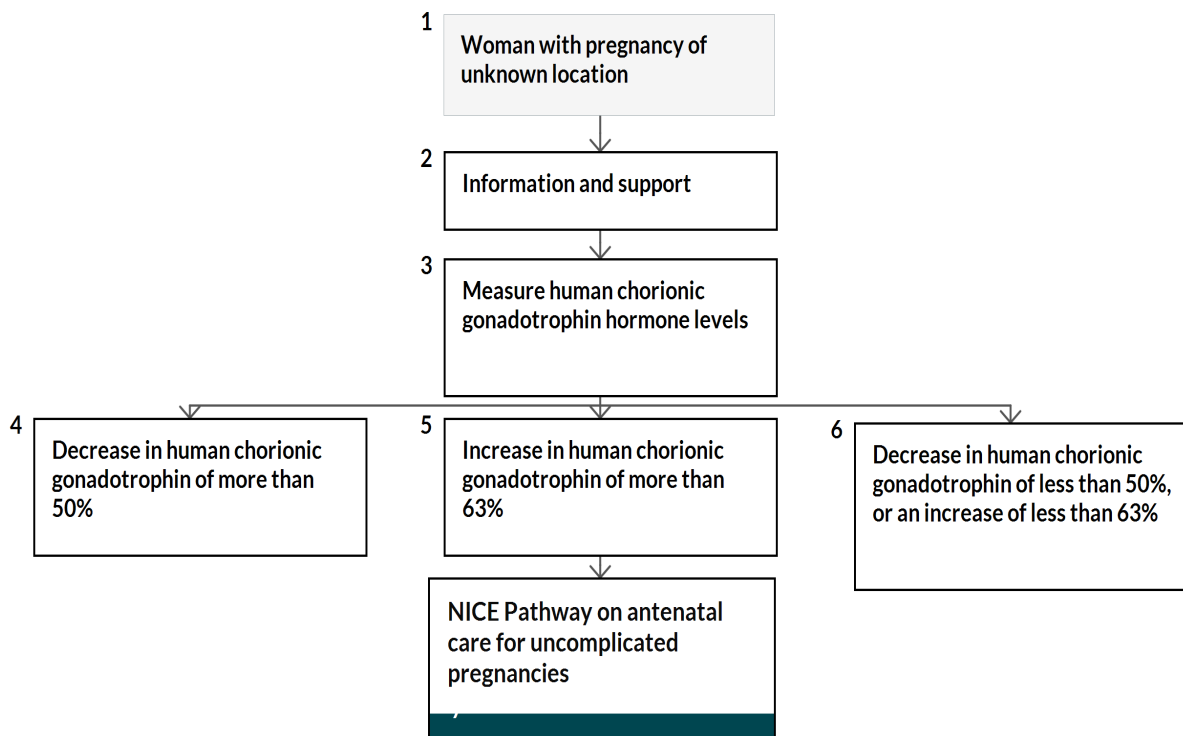 1
Woman with pregnancy of
unknown location
2
Information and support
3
Measure human chorionic
gonadotrophin hormone levels
4
Decrease in human chorionic
gonadotrophin of more than
50%
5
Increase in human chorionic
gonadotrophin of more than
63%
6
Decrease in human chorionic
gonadotrophin of less than 50%,
or an increase of less than 63%
NICE Pathway on antenatal
care for uncomplicated
pregnancies